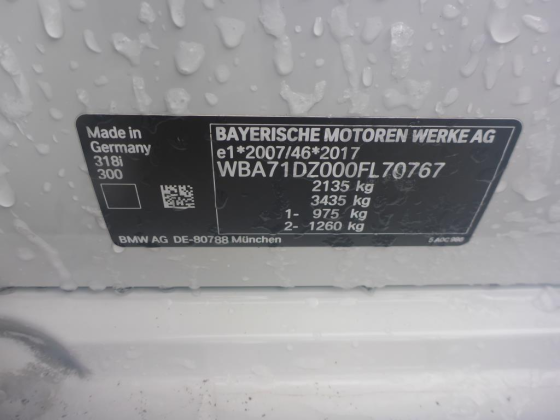 Made in
Germany
318i
300
BMW AG DE-80788 München
BAYERISCHE MOTOREN WERKE AG
e1*2007/46*2017
WBA71DZ000FL70767
2135 kg
3435 kg
1- 975 kg
2- 1260 kg